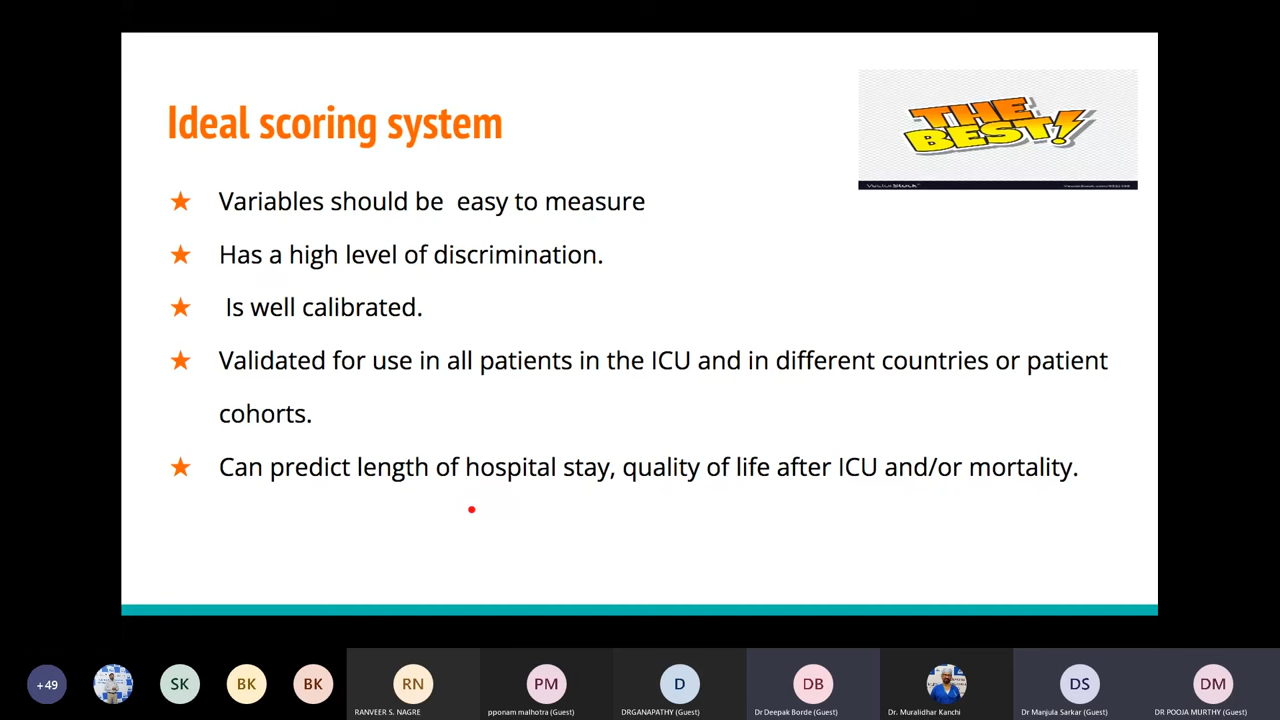 Ideal scoring system
THE
BEST!
VectorStock
Variables should be easy to measure
Has a high level of discrimination.
Is well calibrated.
Validated for use in all patients in the ICU and in different countries or patient
cohorts.
Can predict length of hospital stay, quality of life after ICU and/or mortality.
+49
SK
BK
BK
RN
PM
D
DB
DS
DM
RANVEER S. NAGRE
pponam malhotra (Guest)
DRGANAPATHY (Guest)
Dr Deepak Borde (Guest)
Dr. Muralidhar Kanchi
Dr Manjula Sarkar (Guest)
DR POOJA MURTHY (Guest)